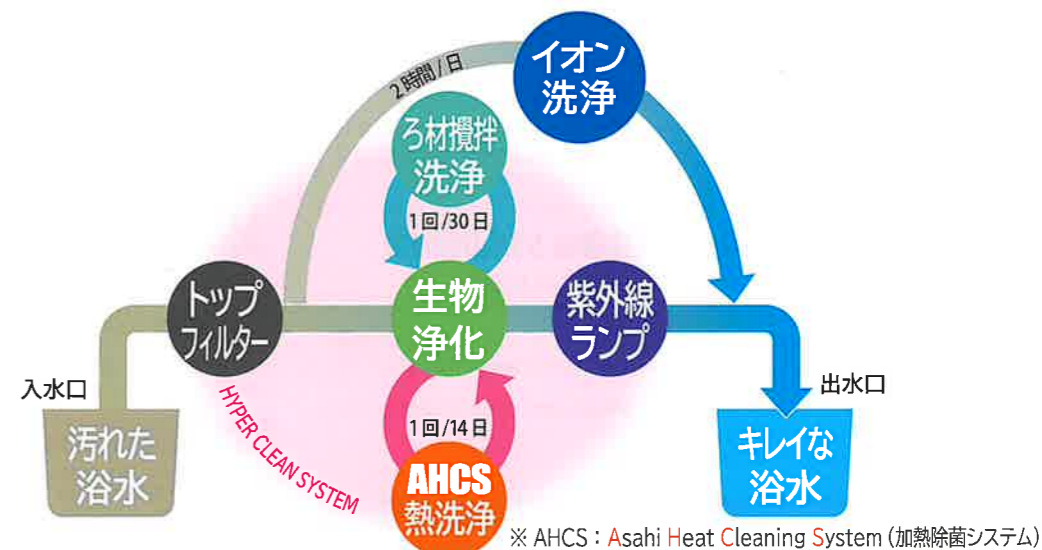 イオン
洗浄
2時間/日
ろ材攪拌
洗浄
1回/30日
トップ
フィルター
生物
浄化
紫外線
ランプ
入水口
出水口
HYPER CLEAN SYSTEM
1回/14日
汚れた
浴水
キレイな
浴水
AHCS
熱洗浄
※ AHCS：Asahi Heat Cleaning System（加熱除菌システム）